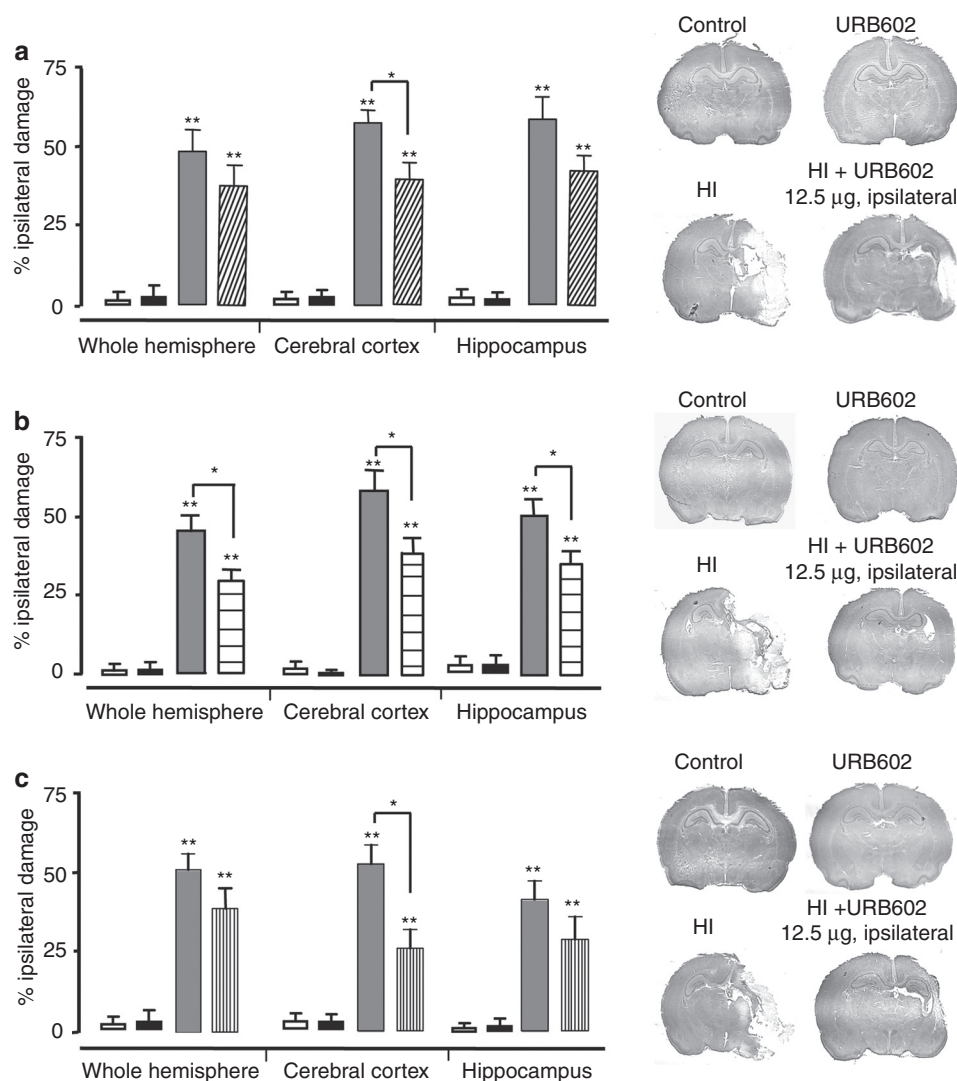 a
% ipsilateral damage
75
50
25
0
**
**
**
*
**
**
**
Whole hemisphere
Cerebral cortex
Hippocampus
Control
URB602
HI
HI + URB602
12.5 µg, ipsilateral
b
% ipsilateral damage
75
50
25
0
**
*
**
**
*
**
**
*
**
Whole hemisphere
Cerebral cortex
Hippocampus
Control
URB602
HI
HI + URB602
12.5 µg, ipsilateral
c
% ipsilateral damage
75
50
25
0
**
**
**
*
**
**
**
Whole hemisphere
Cerebral cortex
Hippocampus
Control
URB602
HI
HI +URB602
12.5 µg, ipsilateral